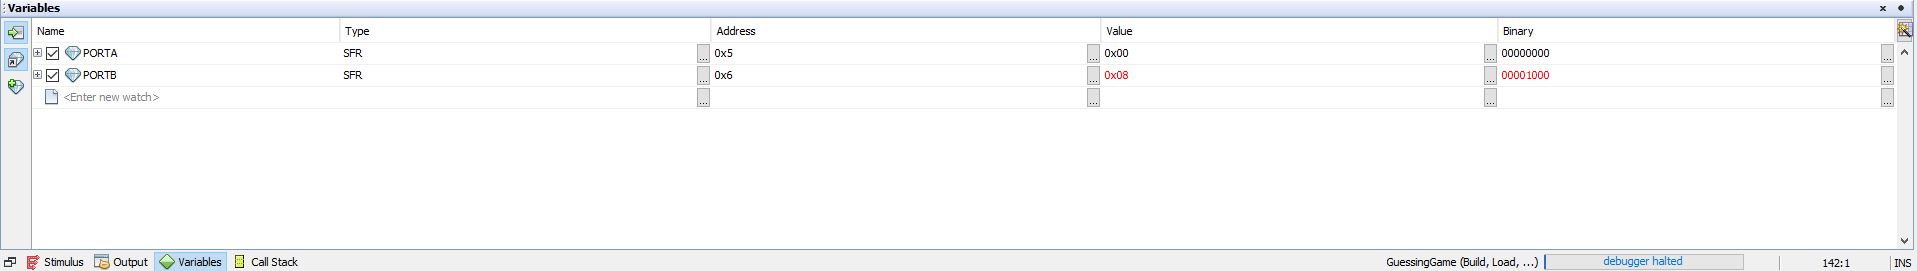 Variables
Name Type Address Value Binary
PORTA SFR ... 0x5 ... 0x00 ... 00000000 ...
PORTB SFR ... 0x6 ... 0x08 ... 00001000 ...
<Enter new watch> ... ... ... ...
Stimulus Output Variables Call Stack GuessingGame (Build, Load, ...) debugger halted 142:1 INS